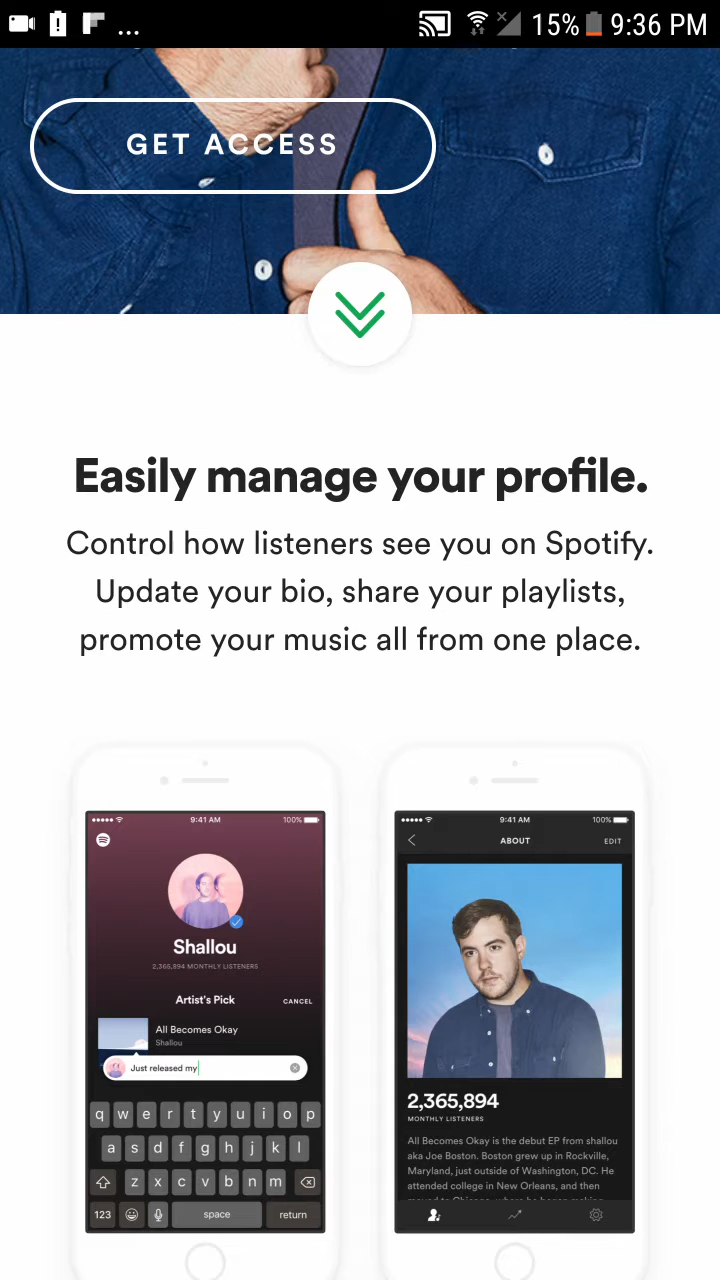 ... 15% 9:36 PM
GET ACCESS
Easily manage your profile.
Control how listeners see you on Spotify.
Update your bio, share your playlists,
promote your music all from one place.
9:41 AM 100%
Shallou
2,365,894 MONTHLY LISTENERS
Artist's Pick CANCEL
All Becomes Okay
Shallou
Just released my
q w e r t y u i o p
a s d f g h j k l
z x c v b n m
123 space return
9:41 AM 100%
ABOUT EDIT
2,365,894
MONTHLY LISTENERS
All Becomes Okay is the debut EP from shallou
aka Joe Boston. Boston grew up in Rockville,
Maryland, just outside of Washington, DC. He
attended college in New Orleans, and then